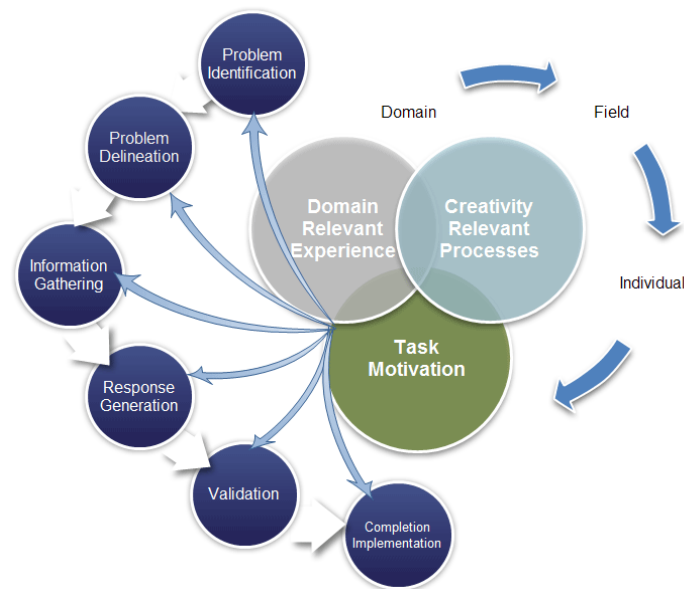 Problem
Identification
Domain
Field
Problem
Delineation
Domain
Relevant
Experience
Creativity
Relevant
Processes
Information
Gathering
Individual
Task
Motivation
Response
Generation
Validation
Completion
Implementation